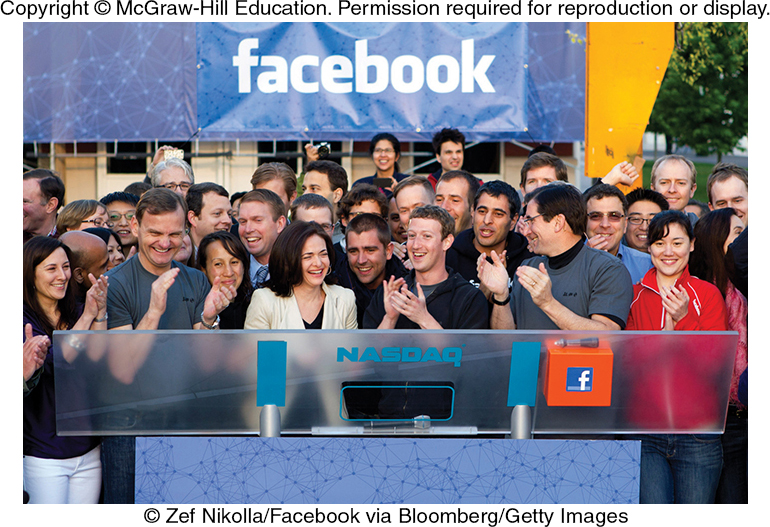 Copyright © McGraw-Hill Education. Permission required for reproduction or display.
facebook
NASDAQ
f
© Zef Nikolla/Facebook via Bloomberg/Getty Images